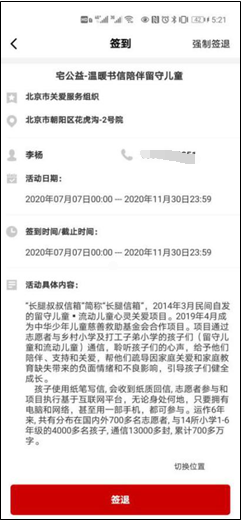 5:21
签到
强制签退
宅公益-温暖书信陪伴留守儿童
北京市关爱服务组织
北京市朝阳区花虎沟-2号院
李杨
活动日期：
2020年07月07日00:00 — 2020年11月30日23:59
签到时间/截止时间：
2020年07月07日00:00 — 2020年11月30日23:59
活动具体内容：
“长腿叔叔信箱”简称“长腿信箱”，2014年3月民间自发
的留守儿童•流动儿童心灵关爱项目。2019年4月成
为中华少年儿童慈善救助基金会合作项目。项目通过
志愿者与乡村学校及打工子弟小学的孩子们（留守儿
童和流动儿童）通信，聆听孩子们的心声，给予他们
陪伴、支持和关爱，帮他们疏导因家庭关爱和家庭教
育缺失带来的负面情绪和不良影响，引导孩子们健全
成长。
孩子使用纸笔写信，会收到纸质回信，志愿者参与和
项目执行基于互联网平台，无论身处何地，只要拥有
电脑和网络，甚至用一部手机，都可参与。运作6年
来，共有分布在国内外700多名志愿者，与14所小学1-6
年级的4000多名孩子，通信13000多封，累计700多万
字。
切换位置
签退